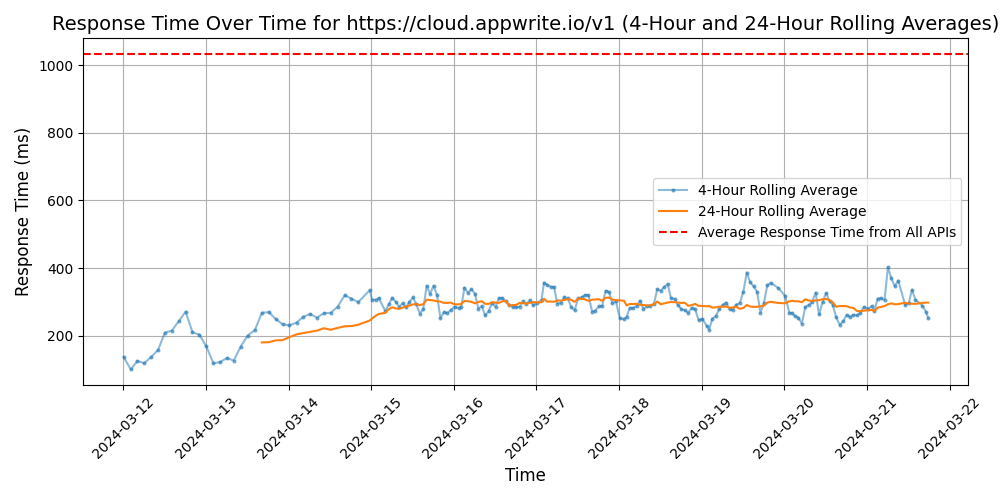 Response Time Over Time for https://cloud.appwrite.io/v1 (4-Hour and 24-Hour Rolling Averages)
Response Time (ms)
1000
800
600
400
200
4-Hour Rolling Average
24-Hour Rolling Average
Average Response Time from All APIs
2024-03-12
2024-03-13
2024-03-14
2024-03-15
2024-03-16
2024-03-17
2024-03-18
2024-03-19
2024-03-20
2024-03-21
2024-03-22
Time